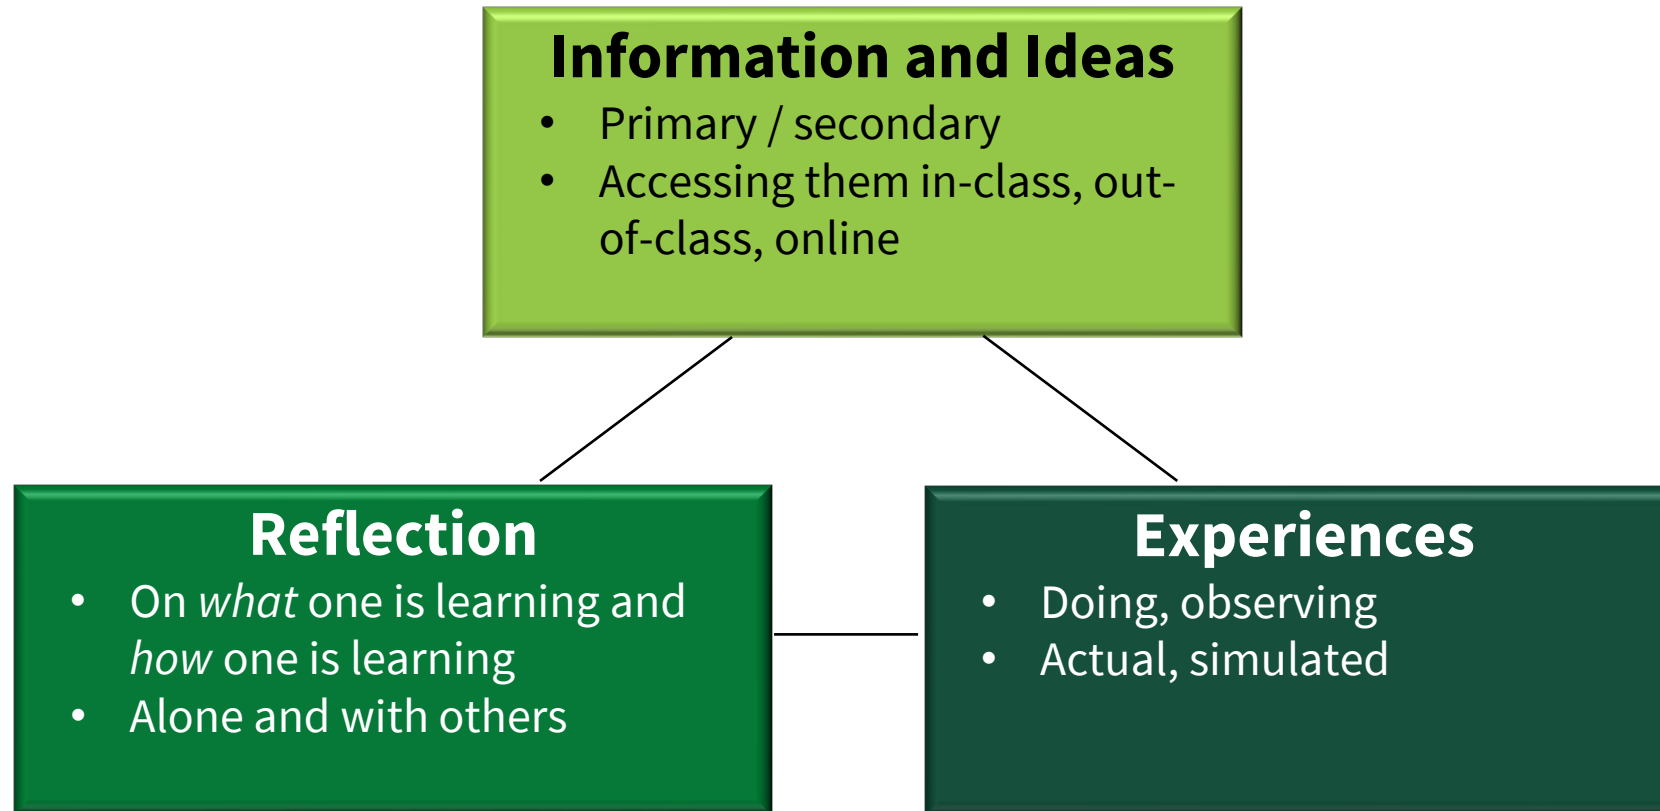 Information and Ideas
• Primary / secondary
• Accessing them in-class, out-
of-class, online
Reflection
• On what one is learning and
how one is learning
• Alone and with others
Experiences
• Doing, observing
• Actual, simulated